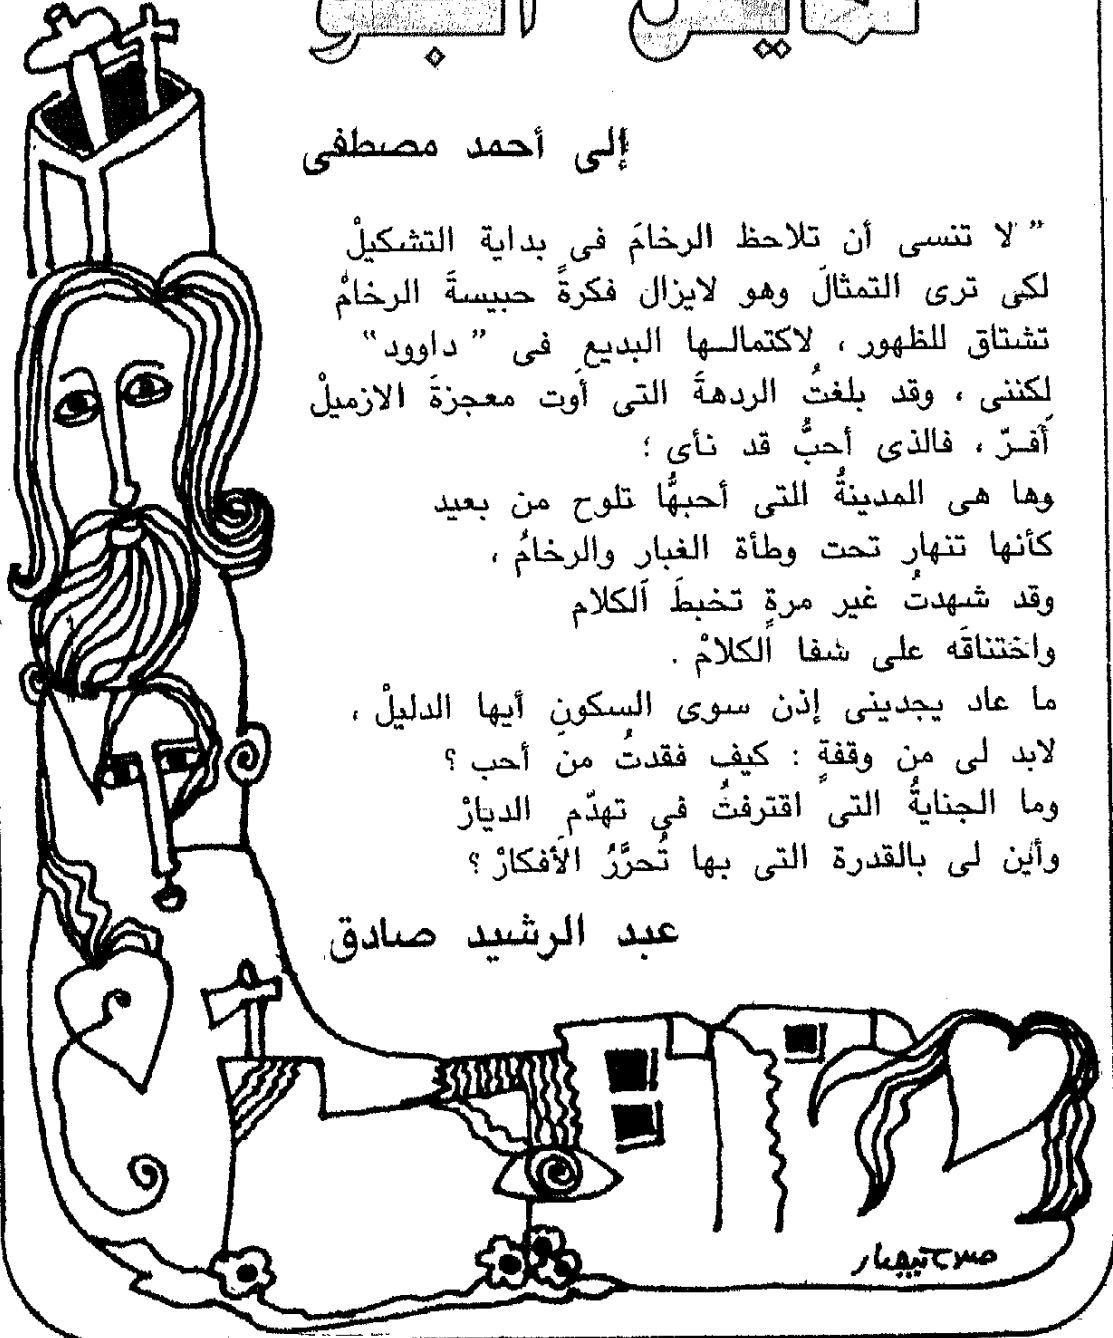 إلى أحمد مصطفى
” لا تنسى أن تلاحظ الرخامَ فى بداية التشكيلْ
لكى ترى التمثالَ وهو لايزال فكرةً حبيسةَ الرخامْ
تشتاق للظهور ، لاكتمالـها البديعِ فى ” داوود “
لكننى ، وقد بلغتُ الردهةَ التى أَوت معجزةَ الازميلْ
أَفـرّ ، فالذى أحبُّ قد نأى ؛
وها هى المدينةُ التى أحبهُّا تلوح من بعيد
كأنها تنهار تحت وطأة الغبار والرخامُ ،
وقد شهدتُ غير مرةٍ تخبطَ الكلام
واختناقَه على شفا الكلامْ .
ما عاد يجدينى إذن سوى السكونِ أيها الدليلْ ،
لابد لى من وقفةٍ : كيف فقدتُ من أحب ؟
وما الجنايةُ التى اقترفتُ فى تهدّمِ الديارْ
وأين لى بالقدرة التى بها تُحرَّرُ الأفكارْ ؟
عبد الرشيد صادق